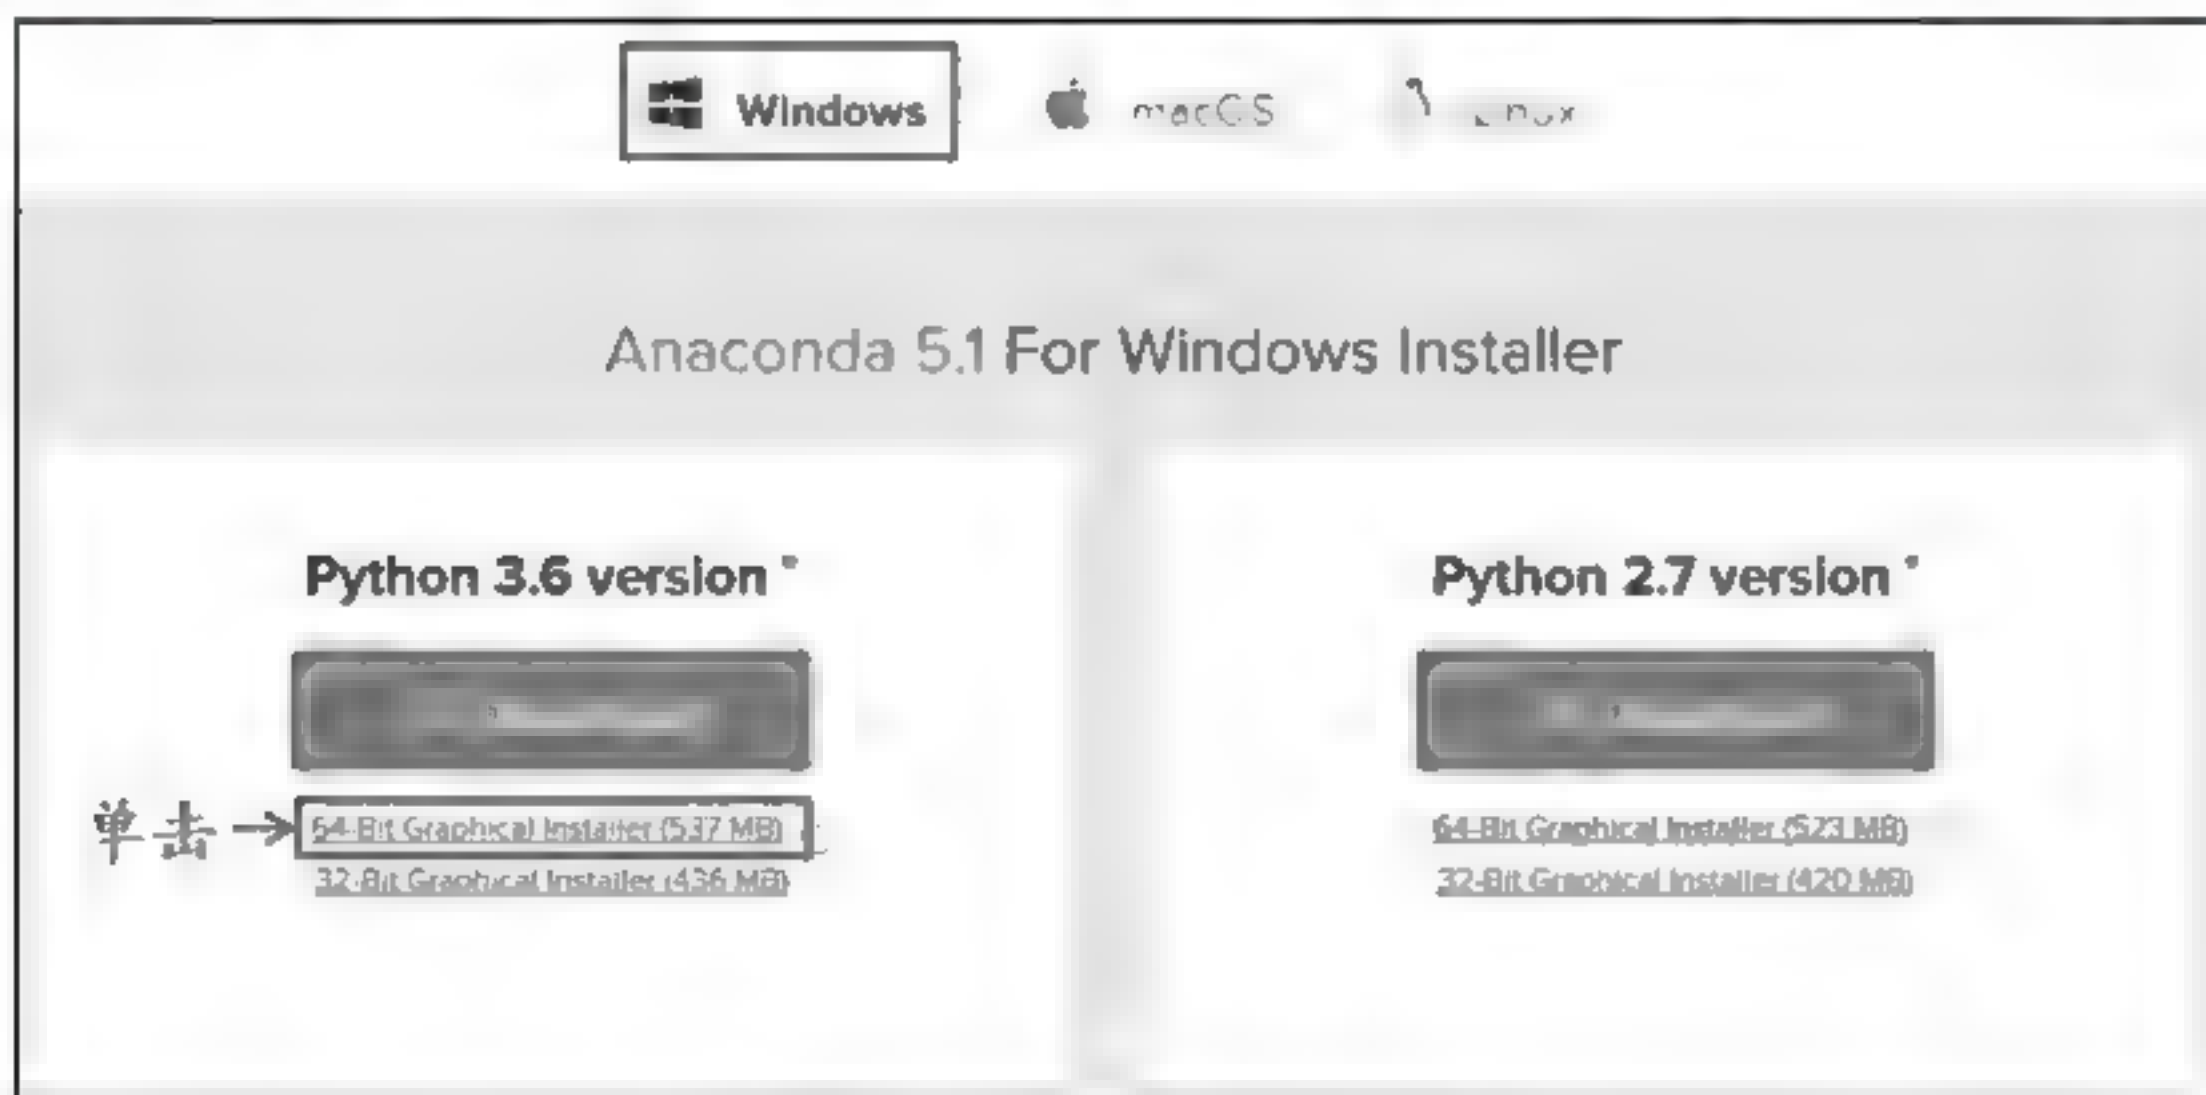 Windows macOS Linux
Anaconda 5.1 For Windows Installer
Python 3.6 version *
Python 2.7 version *
单击
64-Bit Graphical Installer (537 MB)
32-Bit Graphical Installer (436 MB)
64-Bit Graphical Installer (523 MB)
32-Bit Graphical Installer (420 MB)